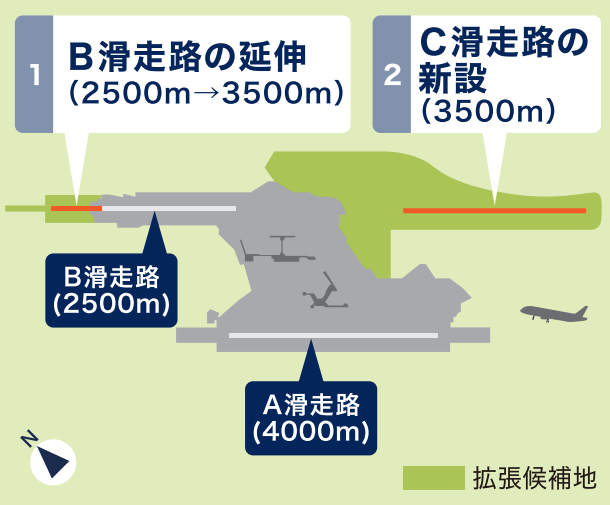 1
B滑走路の延伸
(2500m→3500m)
2
C滑走路の
新設
(3500m)
B滑走路
(2500m)
A滑走路
(4000m)
N
拡張候補地